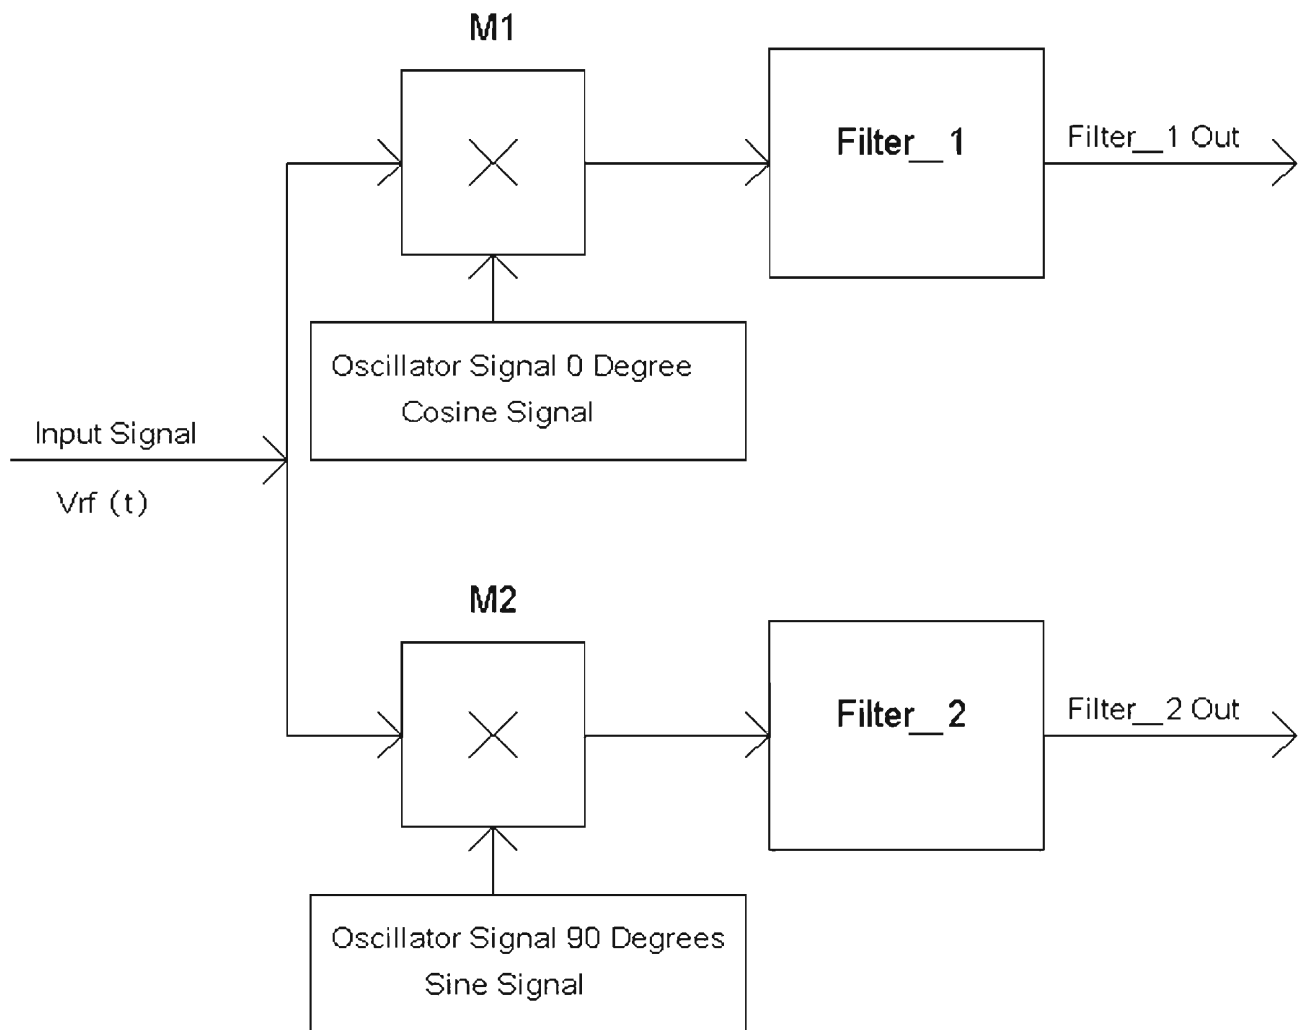 M1
Filter__1
Filter__1 Out
Oscillator Signal 0 Degree
Cosine Signal
Input Signal
Vrf (t)
M2
Filter__2
Filter__2 Out
Oscillator Signal 90 Degrees
Sine Signal